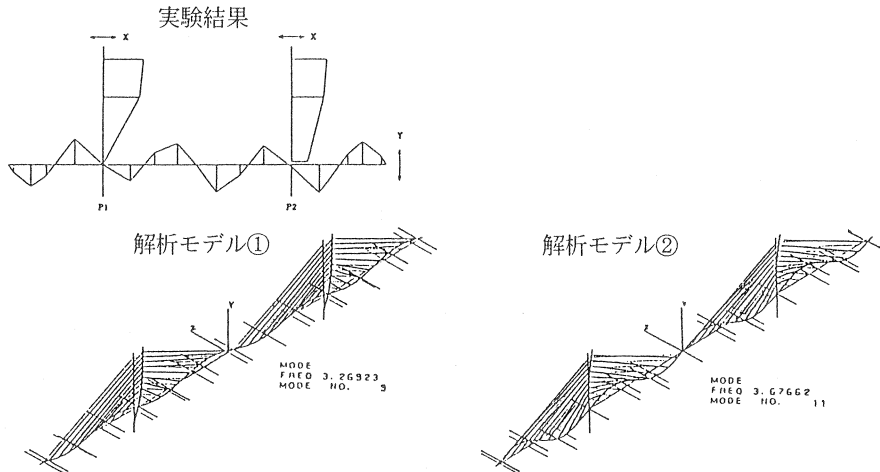 実験結果
X
X
Y
P1
P2
解析モデル①
Y
Z
MODE
FREQ 3.26923
MODE NO. 9
解析モデル②
Y
Z
MODE
FREQ 3.67662
MODE NO. 11